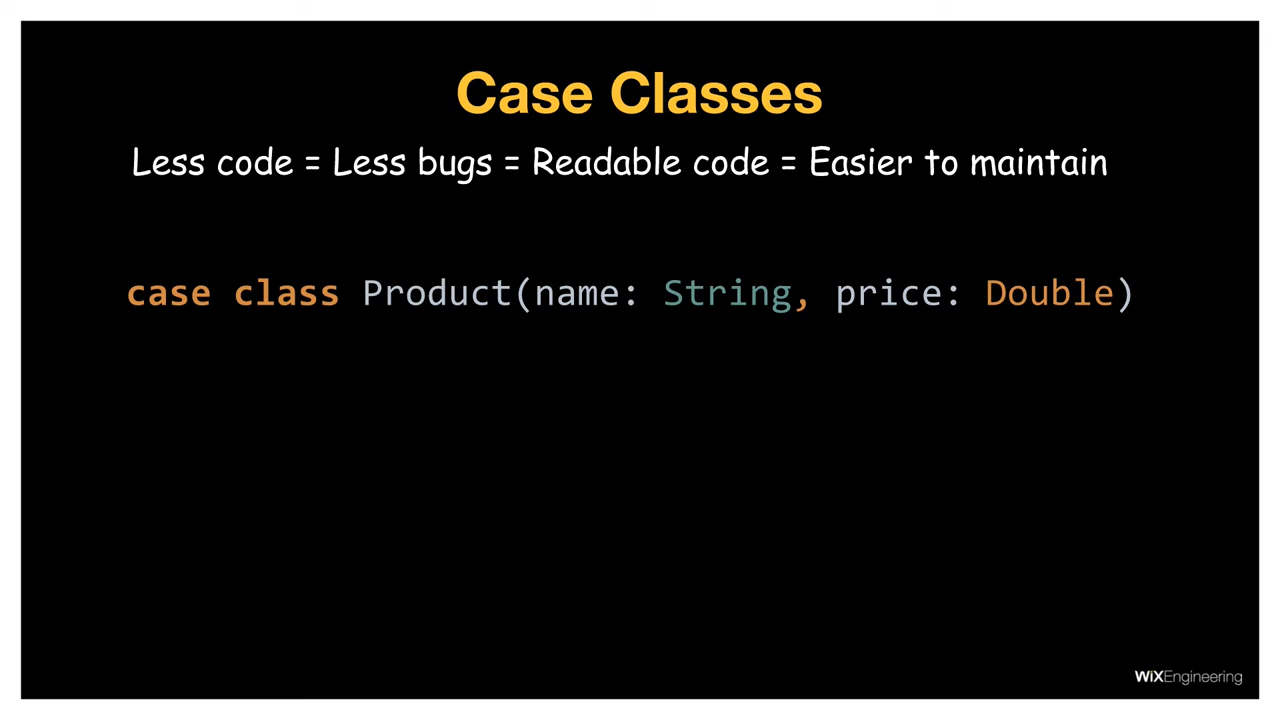 Case Classes
Less code = Less bugs = Readable code = Easier to maintain
case class Product(name: String, price: Double)
WiXEngineering